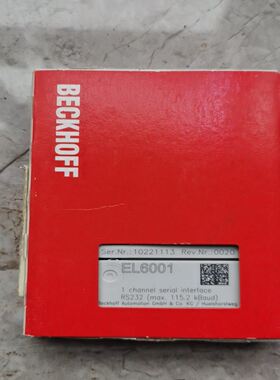 BECKHOFF
Ser.Nr.:10221113 Rev.Nr.:0020
EL6001
1 channel serial interface
RS232 (max. 115.2 kBaud)
Beckhoff Automation GmbH & Co. KG / Huelshorstweg